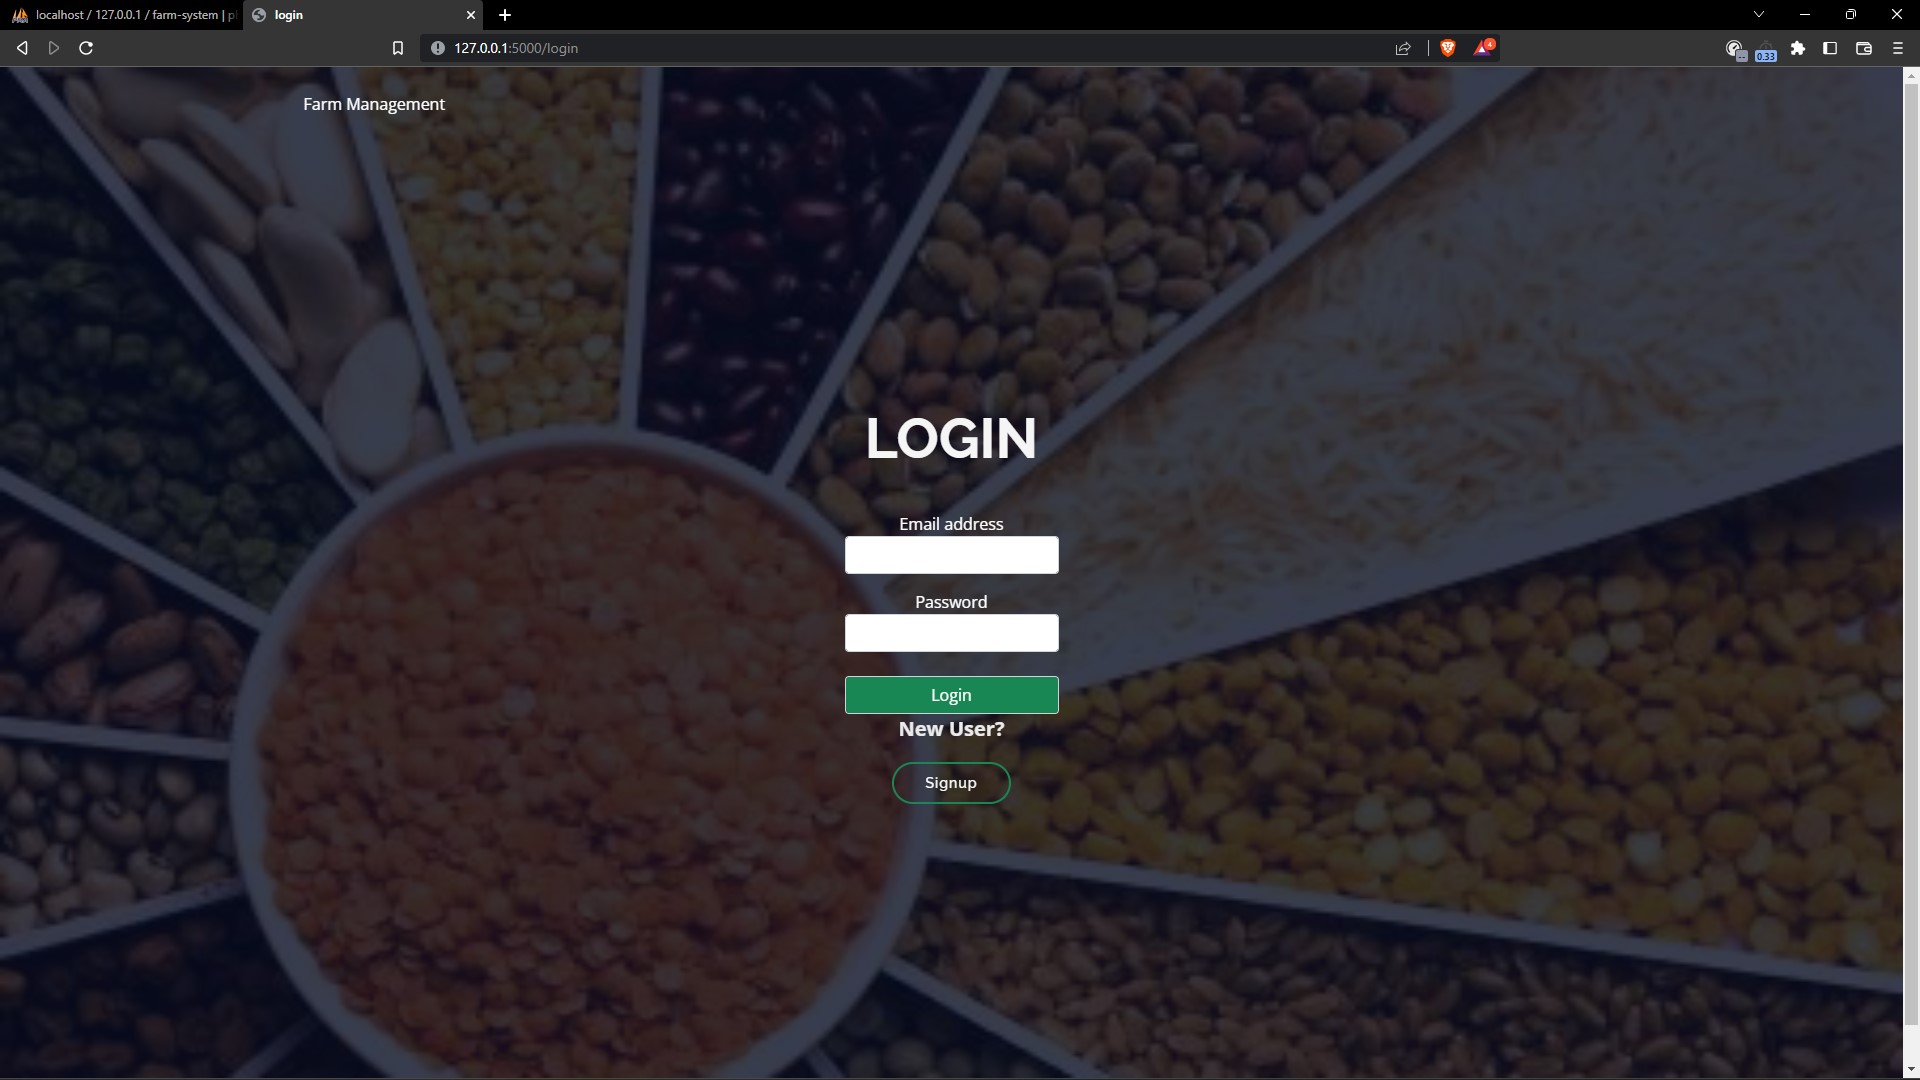 localhost / 127.0.0.1 / farm-system | p
login
127.0.0.1:5000/login
4
0.33
Farm Management
LOGIN
Email address
Password
Login
New User?
Signup